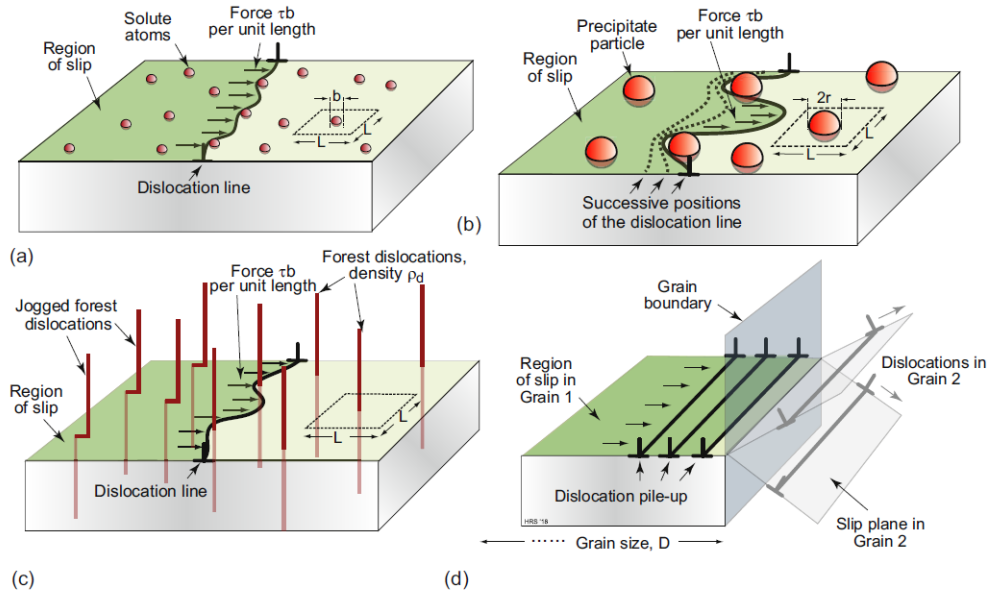 Solute
atoms
Force τb
per unit length
Region
of slip
b
L
L
Dislocation line
(a)
Precipitate
particle
Force τb
per unit length
Region
of slip
2r
L
L
Successive positions
of the dislocation line
(b)
Jogged forest
dislocations
Force τb
per unit length
Forest dislocations,
density ρd
Region
of slip
L
L
Dislocation line
(c)
Grain
boundary
Region
of slip in
Grain 1
Dislocations in
Grain 2
Dislocation pile-up
HRS '18
Slip plane in
Grain 2
...... Grain size, D
(d)